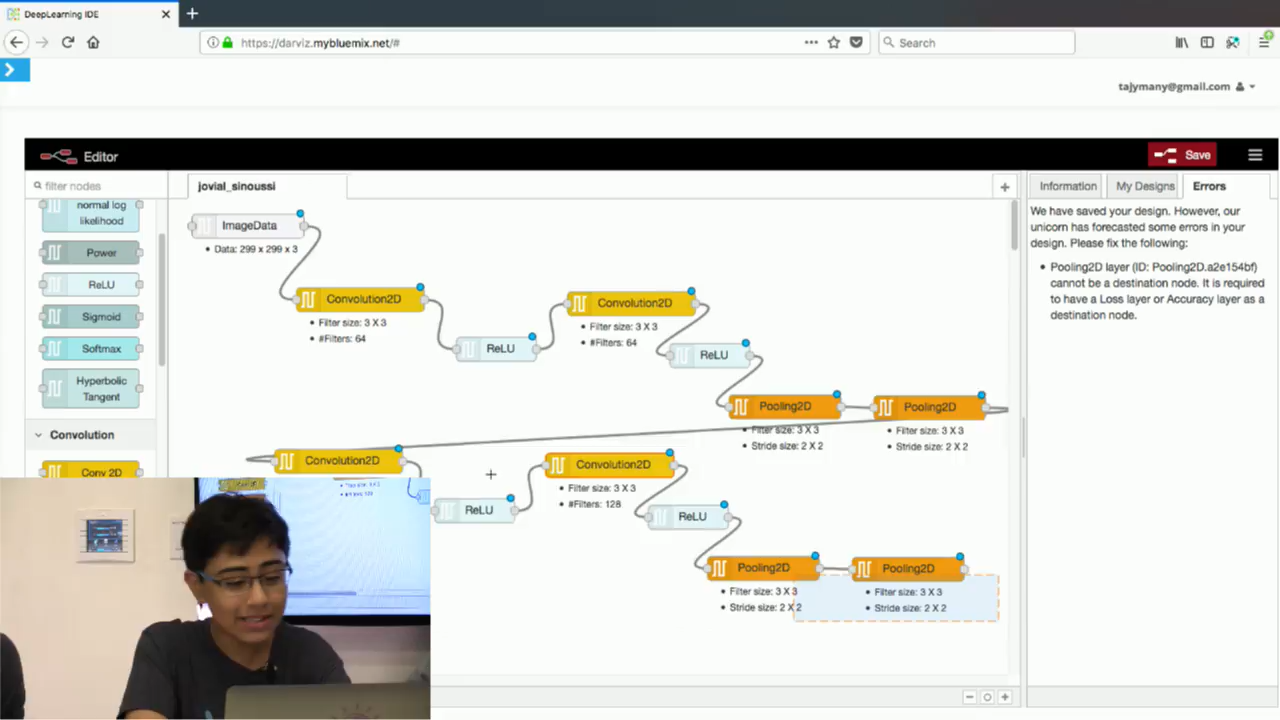 DeepLearning IDE
https://darviz.mybluemix.net/#
Search
tajymany@gmail.com
Editor
Save
filter nodes
jovial_sinoussi
Information
My Designs
Errors
normal log
likelihood
Power
ReLU
Sigmoid
Softmax
Hyperbolic
Tangent
Convolution
Conv 2D
ImageData
• Data: 299 x 299 x 3
Convolution2D
• Filter size: 3 X 3
• #Filters: 64
ReLU
Convolution2D
• Filter size: 3 X 3
• #Filters: 64
ReLU
Pooling2D
• Filter size: 3 X 3
• Stride size: 2 X 2
Pooling2D
• Filter size: 3 X 3
• Stride size: 2 X 2
Convolution2D
ReLU
Convolution2D
• Filter size: 3 X 3
• #Filters: 128
ReLU
Pooling2D
• Filter size: 3 X 3
• Stride size: 2 X 2
Pooling2D
• Filter size: 3 X 3
• Stride size: 2 X 2
We have saved your design. However, our
unicorn has forecasted some errors in your
design. Please fix the following:
• Pooling2D layer (ID: Pooling2D.a2e154bf)
cannot be a destination node. It is required
to have a Loss layer or Accuracy layer as a
destination node.